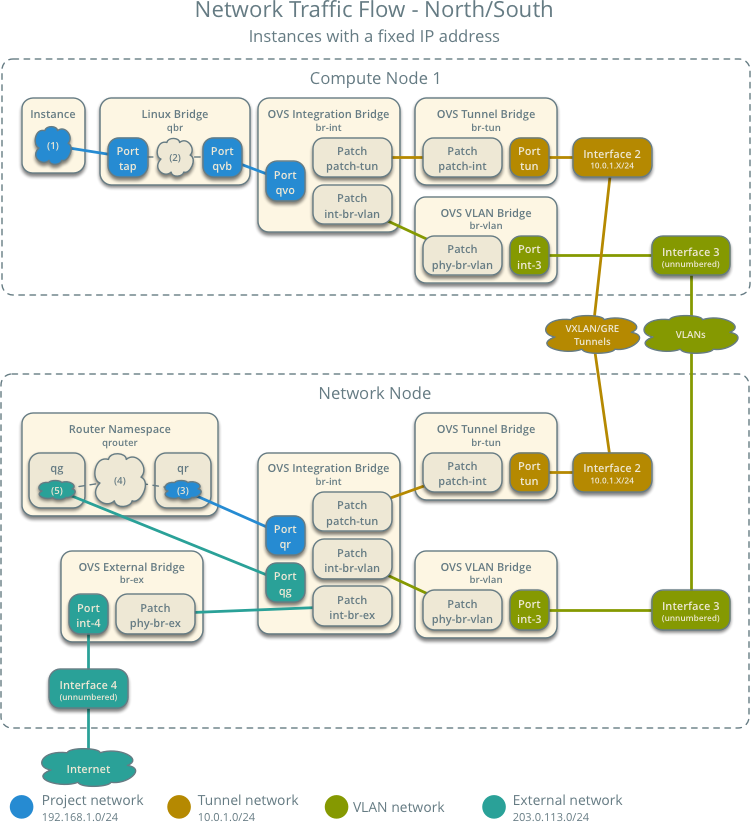 Network Traffic Flow - North/South
Instances with a fixed IP address
Compute Node 1
Instance
(1)
Linux Bridge
qbr
Port
tap
(2)
Port
qvb
OVS Integration Bridge
br-int
Port
qvo
Patch
patch-tun
Patch
int-br-vlan
OVS Tunnel Bridge
br-tun
Patch
patch-int
Port
tun
Interface 2
10.0.1.X/24
OVS VLAN Bridge
br-vlan
Patch
phy-br-vlan
Port
int-3
Interface 3
(unnumbered)
VXLAN/GRE
Tunnels
VLANs
Network Node
Router Namespace
qrouter
qg
(5)
(4)
qr
(3)
OVS Integration Bridge
br-int
Patch
patch-tun
Port
qr
Patch
int-br-vlan
Port
qg
Patch
int-br-ex
OVS Tunnel Bridge
br-tun
Patch
patch-int
Port
tun
Interface 2
10.0.1.X/24
OVS External Bridge
br-ex
Port
int-4
Patch
phy-br-ex
OVS VLAN Bridge
br-vlan
Patch
phy-br-vlan
Port
int-3
Interface 3
(unnumbered)
Interface 4
(unnumbered)
Internet
Project network
192.168.1.0/24
Tunnel network
10.0.1.0/24
VLAN network
External network
203.0.113.0/24